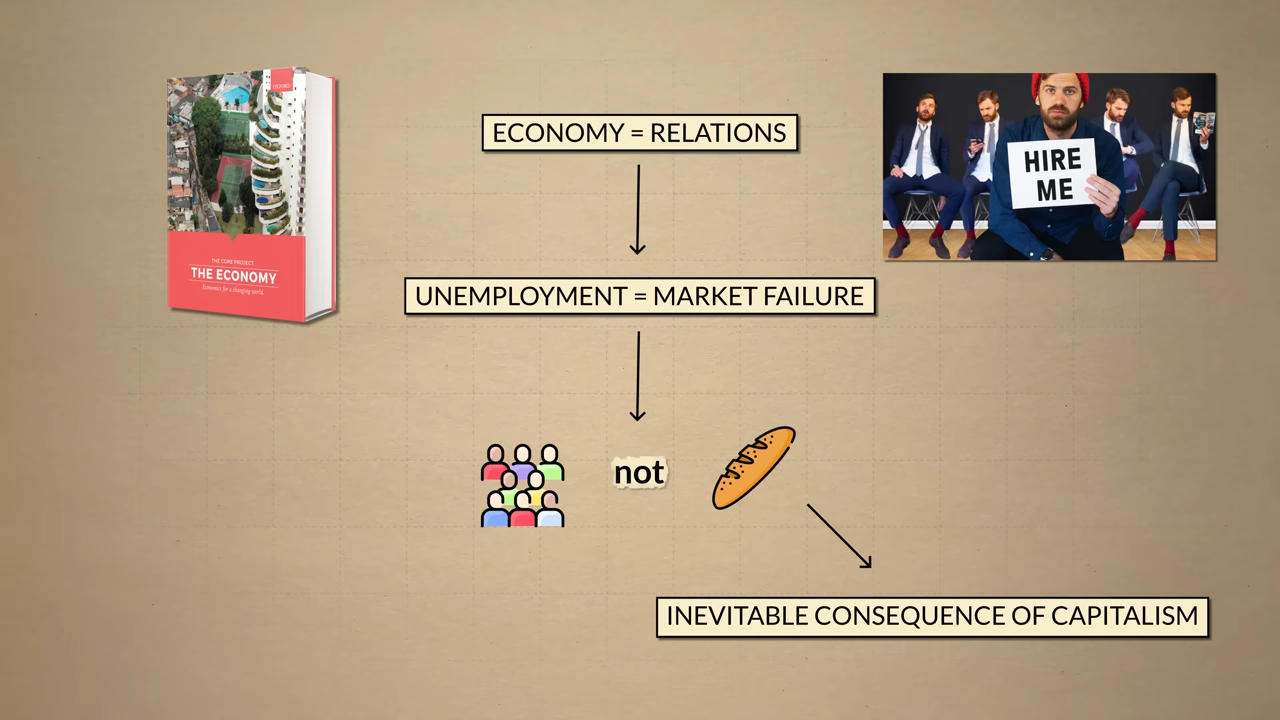 OXFORD
ECONOMY = RELATIONS
HIRE
ME
THE CORE PROJECT
THE ECONOMY
Economics for a changing world.
UNEMPLOYMENT = MARKET FAILURE
not
INEVITABLE CONSEQUENCE OF CAPITALISM